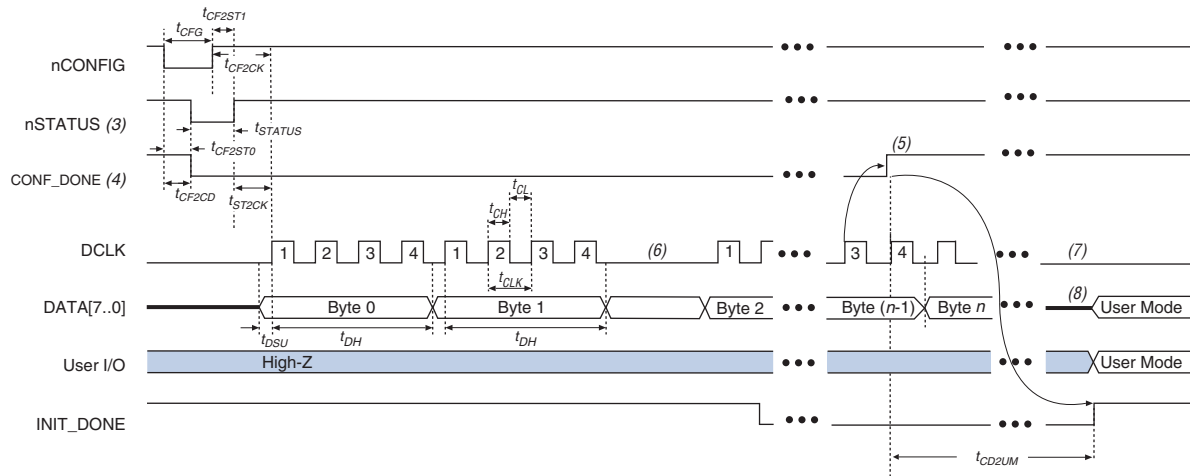 tCF2ST1
tCFG
nCONFIG
tCF2CK
nSTATUS (3)
tSTATUS
tCF2ST0
CONF_DONE (4)
(5)
tCF2CD
tST2CK
tCL
tCH
DCLK
1 2 3 4 1 2 3 4 (6) 1 3 4 (7)
tCLK
DATA[7..0]
Byte 0 Byte 1 Byte 2 Byte (n-1) Byte n (8) User Mode
tDSU tDH tDH
User I/O High-Z User Mode
INIT_DONE
tCD2UM